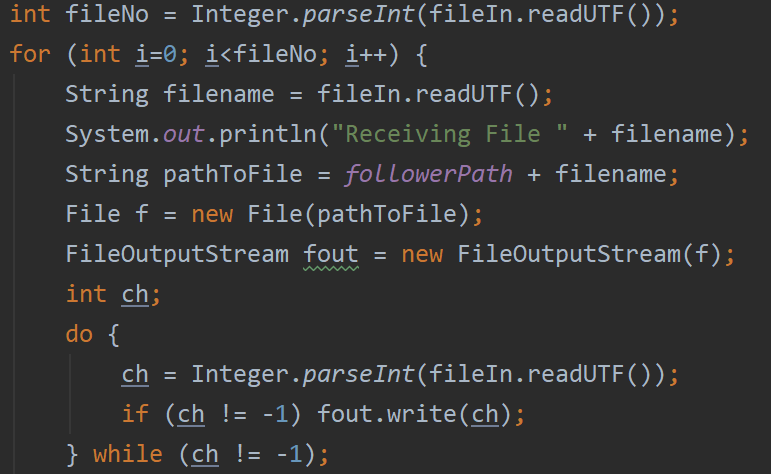 int fileNo = Integer.parseInt(fileIn.readUTF());
for (int i=0; i<fileNo; i++) {
String filename = fileIn.readUTF();
System.out.println("Receiving File " + filename);
String pathToFile = followerPath + filename;
File f = new File(pathToFile);
FileOutputStream fout = new FileOutputStream(f);
int ch;
do {
ch = Integer.parseInt(fileIn.readUTF());
if (ch != -1) fout.write(ch);
} while (ch != -1);